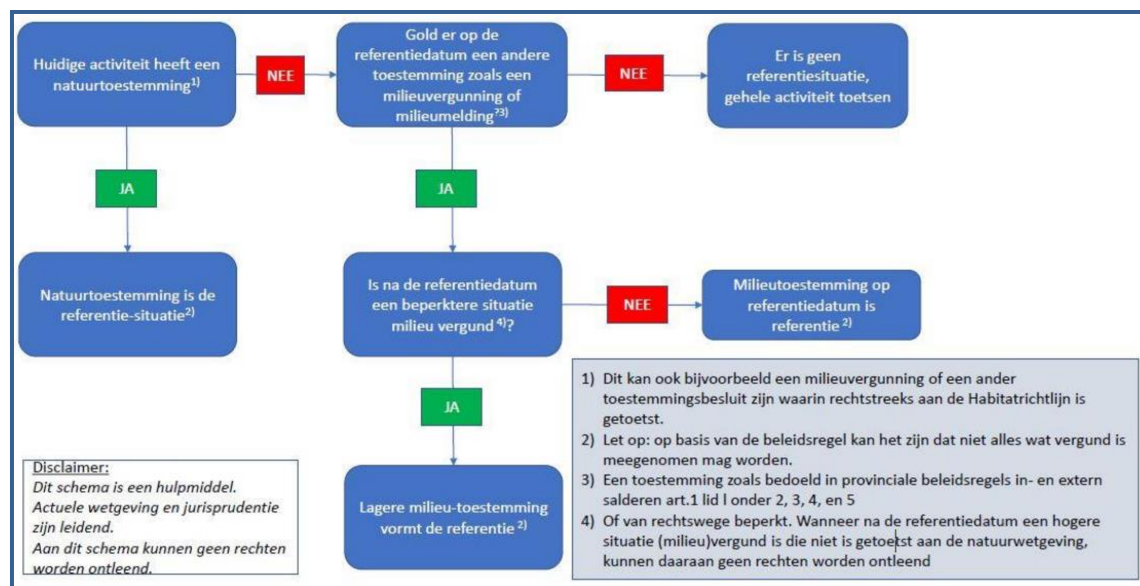 Huidige activiteit heeft een
natuurtoestemming1)
NEE
Gold er op de
referentiedatum een andere
toestemming zoals een
milieuvergunning of
milieumelding?3)
NEE
Er is geen
referentiesituatie,
gehele activiteit toetsen
JA
JA
Natuurtoestemming is de
referentie-situatie2)
Is na de referentiedatum
een beperktere situatie
milieu vergund 4)?
NEE
Milieutoestemming op
referentiedatum is
referentie 2)
JA
Lagere milieu-toestemming
vormt de referentie 2)
Disclaimer:
Dit schema is een hulpmiddel.
Actuele wetgeving en jurisprudentie
zijn leidend.
Aan dit schema kunnen geen rechten
worden ontleend.
1) Dit kan ook bijvoorbeeld een milieuvergunning of een ander
toestemmingsbesluit zijn waarin rechtstreeks aan de Habitatrichtlijn is
getoetst.
2) Let op: op basis van de beleidsregel kan het zijn dat niet alles wat vergund is
meegenomen mag worden.
3) Een toestemming zoals bedoeld in provinciale beleidsregels in- en extern
salderen art.1 lid l onder 2, 3, 4, en 5
4) Of van rechtswege beperkt. Wanneer na de referentiedatum een hogere
situatie (milieu)vergund is die niet is getoetst aan de natuurwetgeving,
kunnen daaraan geen rechten worden ontleend